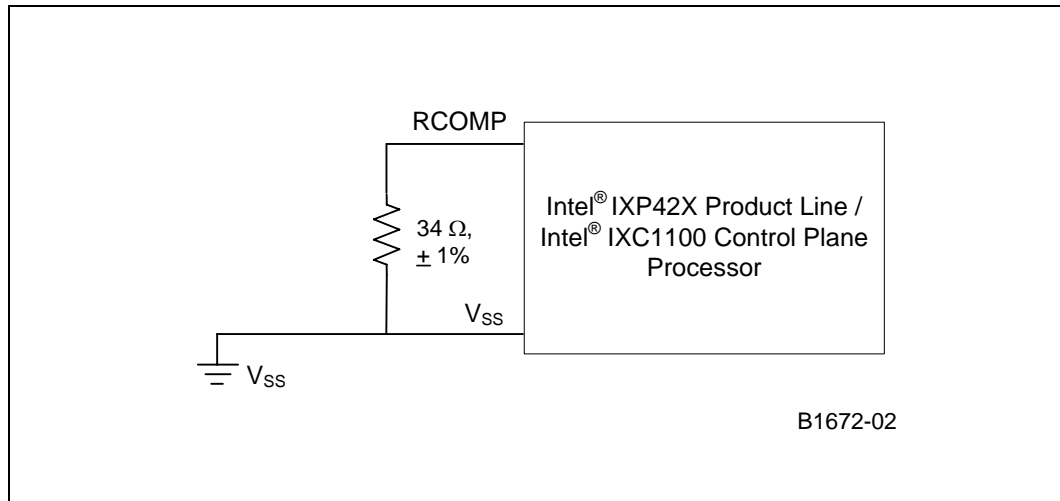 RCOMP
34 Ω,
± 1%
Intel® IXP42X Product Line /
Intel® IXC1100 Control Plane
Processor
VSS
VSS
B1672-02